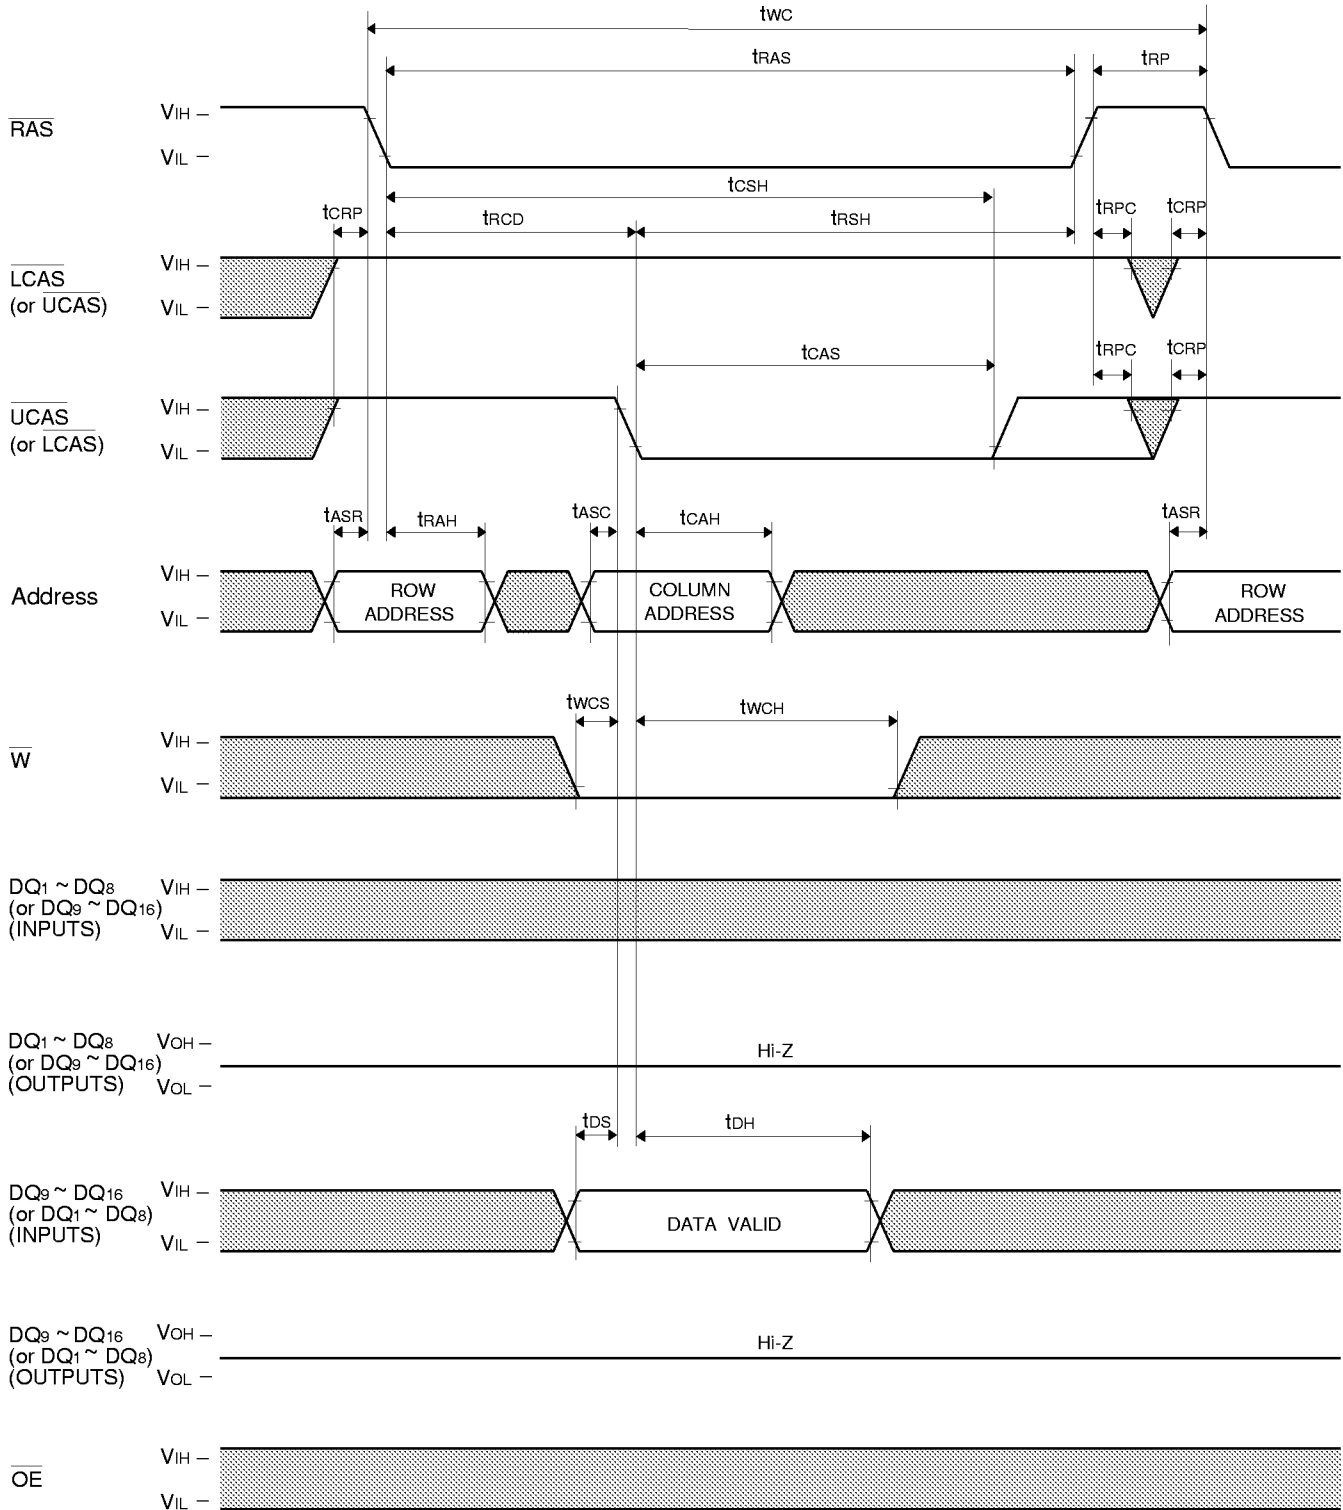 tWC
tRAS
tRP
RAS
VIH
VIL
tCSH
tCRP
tRCD
tRSH
tRPC
tCRP
LCAS
(or UCAS)
VIH
VIL
tCAS
tRPC
tCRP
UCAS
(or LCAS)
VIH
VIL
tASR
tRAH
tASC
tCAH
tASR
Address
VIH
VIL
ROW
ADDRESS
COLUMN
ADDRESS
ROW
ADDRESS
tWCS
tWCH
W
VIH
VIL
DQ1 ~ DQ8
(or DQ9 ~ DQ16)
(INPUTS)
VIH
VIL
DQ1 ~ DQ8
(or DQ9 ~ DQ16)
(OUTPUTS)
VOH
VOL
Hi-Z
tDS
tDH
DQ9 ~ DQ16
(or DQ1 ~ DQ8)
(INPUTS)
VIH
VIL
DATA VALID
DQ9 ~ DQ16
(or DQ1 ~ DQ8)
(OUTPUTS)
VOH
VOL
Hi-Z
OE
VIH
VIL